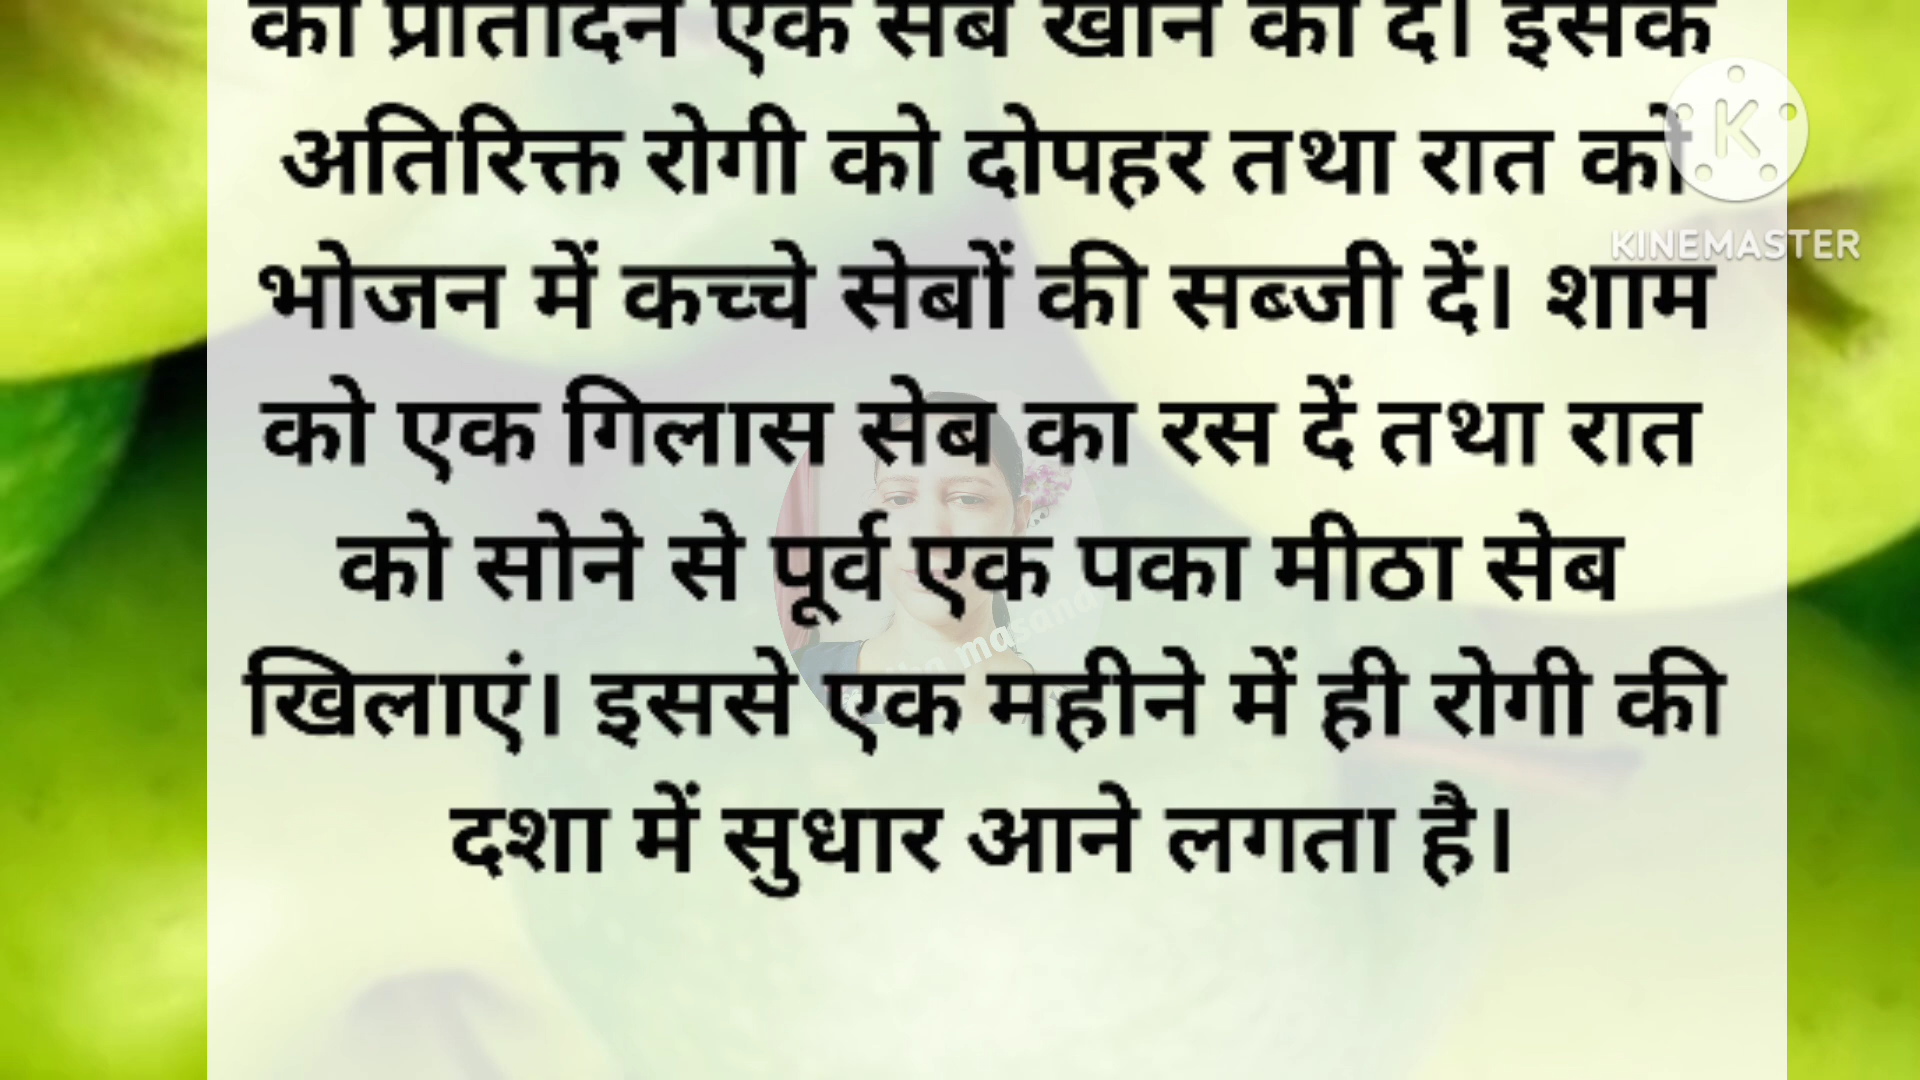 को प्रतिदिन एक सेब खाने को दें। इसके
अतिरिक्त रोगी को दोपहर तथा रात को
भोजन में कच्चे सेबों की सब्जी दें। शाम
को एक गिलास सेब का रस दें तथा रात
को सोने से पूर्व एक पका मीठा सेब
खिलाएं। इससे एक महीने में ही रोगी की
दशा में सुधार आने लगता है।
K
KINEMASTER